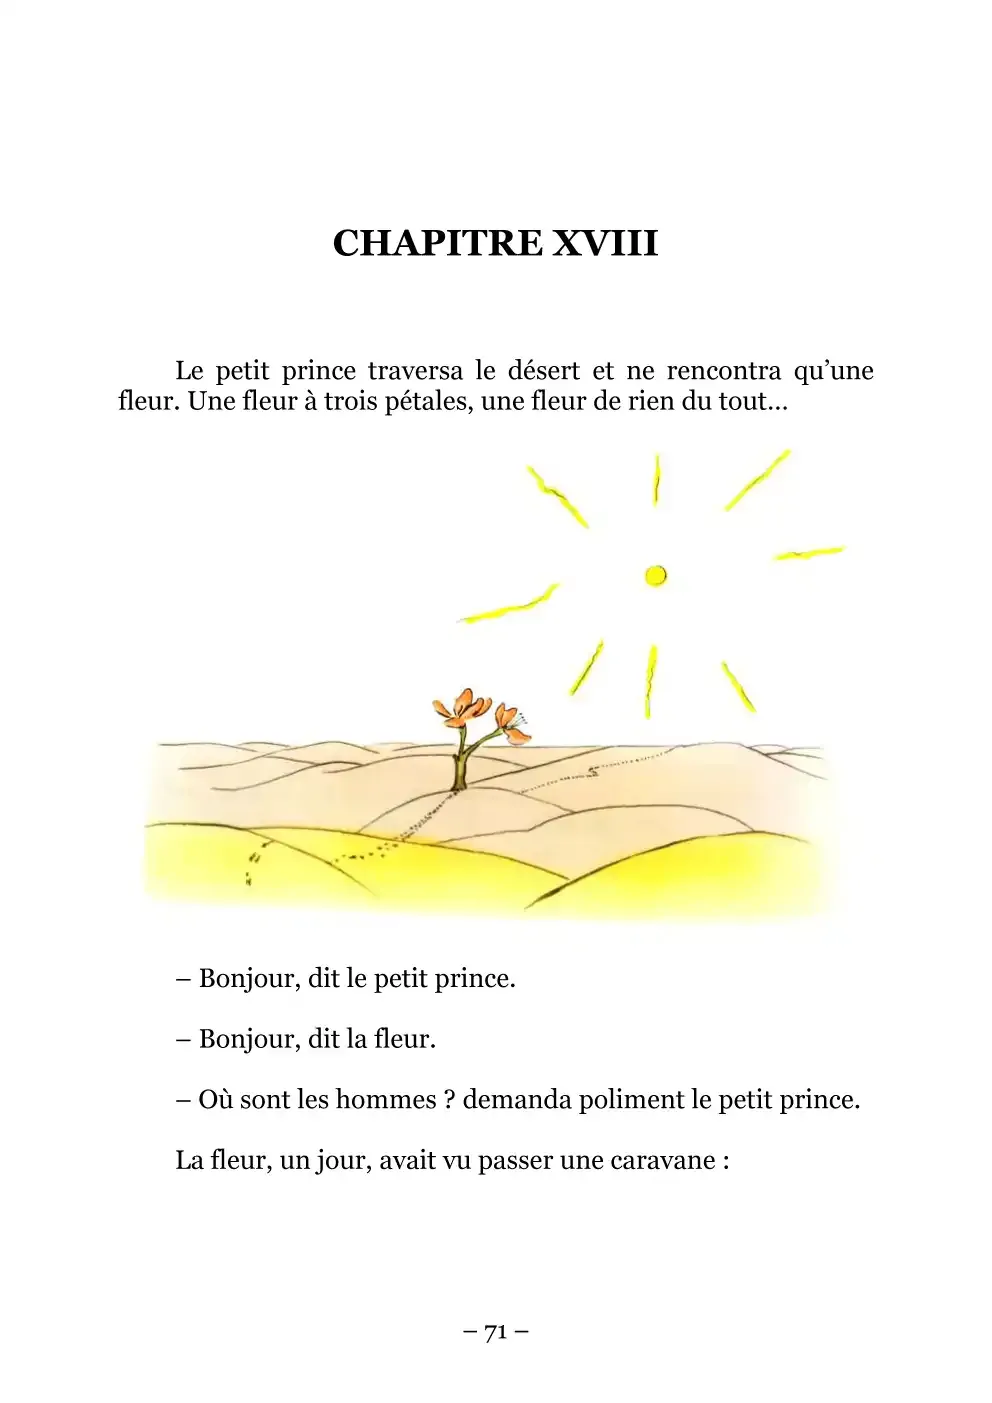 CHAPITRE XVIII
Le petit prince traversa le désert et ne rencontra qu’une
fleur. Une fleur à trois pétales, une fleur de rien du tout…
– Bonjour, dit le petit prince.
– Bonjour, dit la fleur.
– Où sont les hommes ? demanda poliment le petit prince.
La fleur, un jour, avait vu passer une caravane :
– 71 –